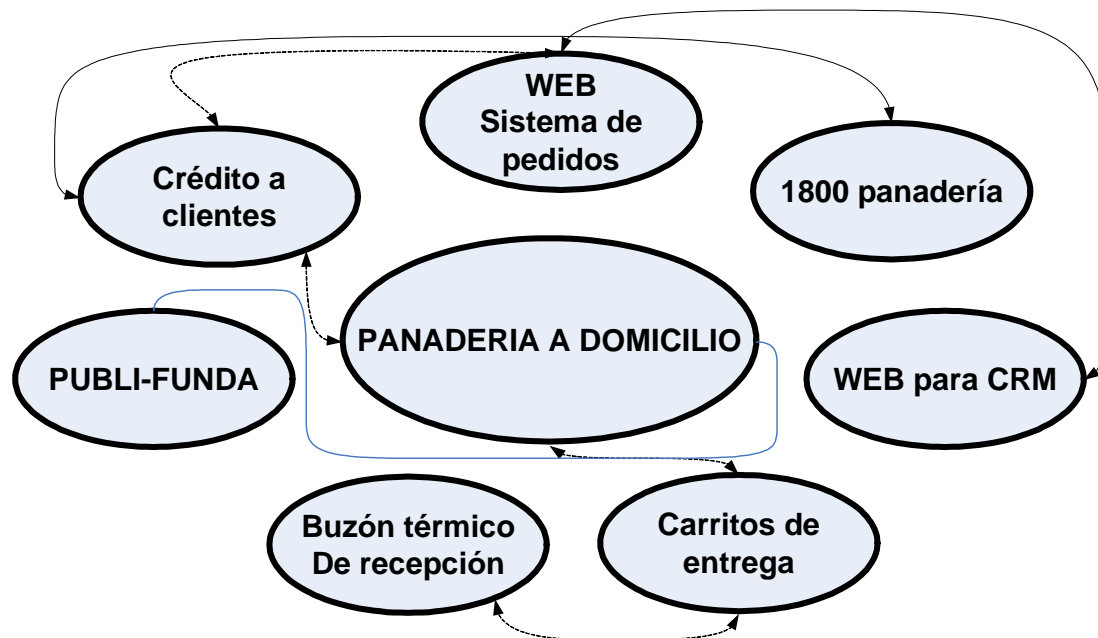 WEB
Sistema de
pedidos
Crédito a
clientes
1800 panadería
PANADERIA A DOMICILIO
PUBLI-FUNDA
WEB para CRM
Buzón térmico
De recepción
Carritos de
entrega